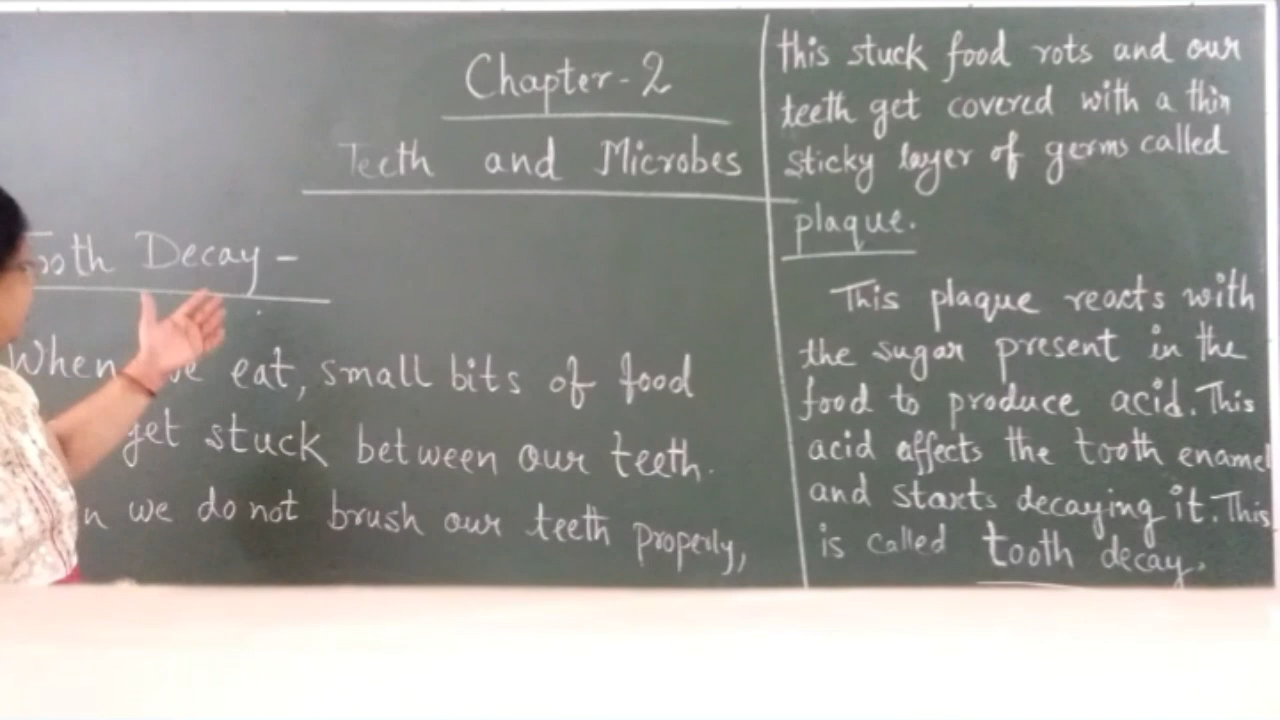 Chapter-2
Teeth and Microbes
Tooth Decay -
When we eat, small bits of food
get stuck between our teeth.
we do not brush our teeth properly,
this stuck food rots and our
teeth get covered with a thin
sticky layer of germs called
plaque.
This plaque reacts with
the sugar present in the
food to produce acid. This
acid affects the tooth enamel
and starts decaying it. This
is called tooth decay.